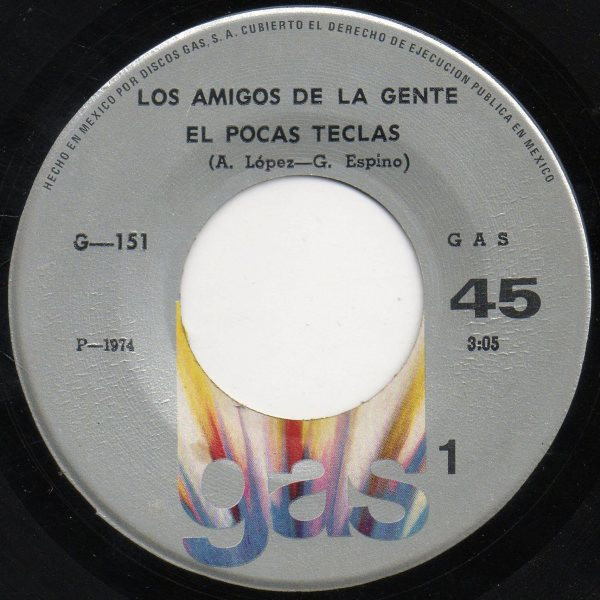 HECHO EN MEXICO POR DISCOS GAS, S. A. CUBIERTO EL DERECHO DE EJECUCION PUBLICA EN MEXICO
LOS AMIGOS DE LA GENTE
EL POCAS TECLAS
(A. López—G. Espino)
G—151
GAS
45
P—1974
3:05
gas
1